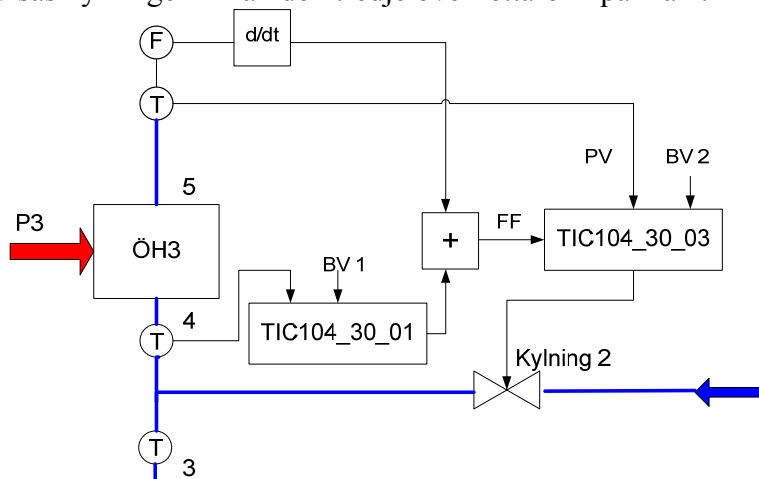 F
d/dt
T
PV
BV 2
5
P3
ÖH3
+
FF
TIC104_30_03
BV 1
4
T
TIC104_30_01
Kylning 2
T
3